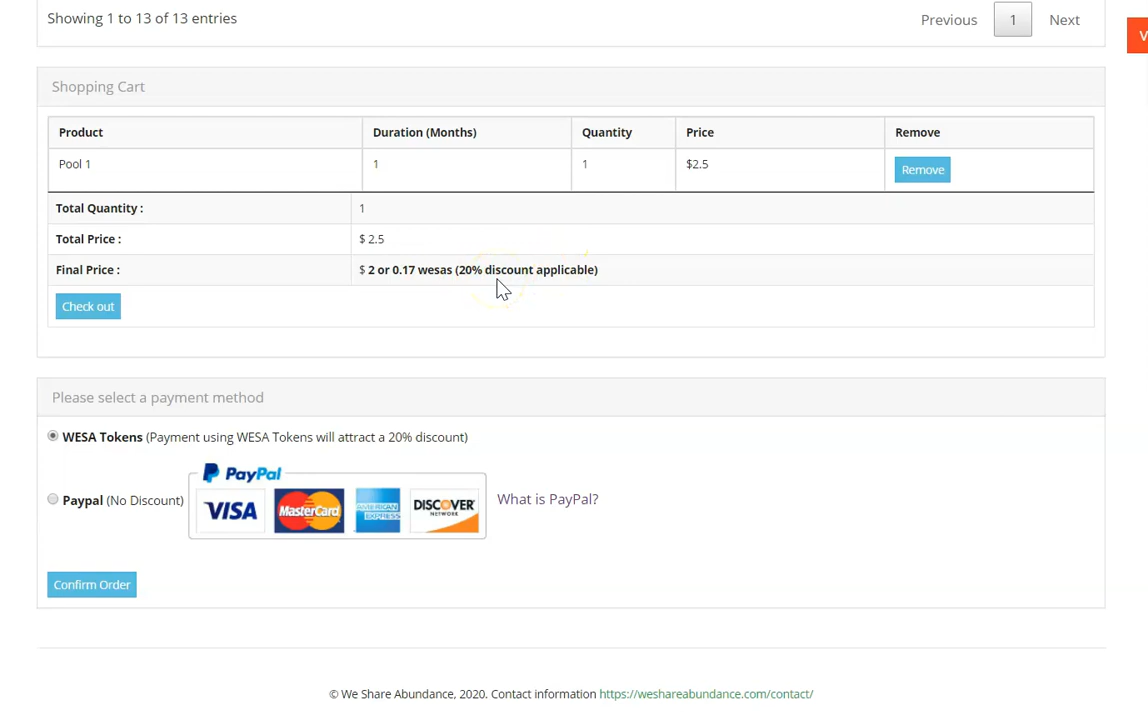 Showing 1 to 13 of 13 entries
Previous 1 Next
V
Shopping Cart
Product Duration (Months) Quantity Price Remove
Pool 1 1 1 $2.5 Remove
Total Quantity : 1
Total Price : $ 2.5
Final Price : $ 2 or 0.17 wesas (20% discount applicable)
Check out
Please select a payment method
WESA Tokens (Payment using WESA Tokens will attract a 20% discount)
PayPal
Paypal (No Discount) VISA MasterCard AMERICAN EXPRESS DISCOVER NETWORK What is PayPal?
Confirm Order
© We Share Abundance, 2020. Contact information https://weshareabundance.com/contact/